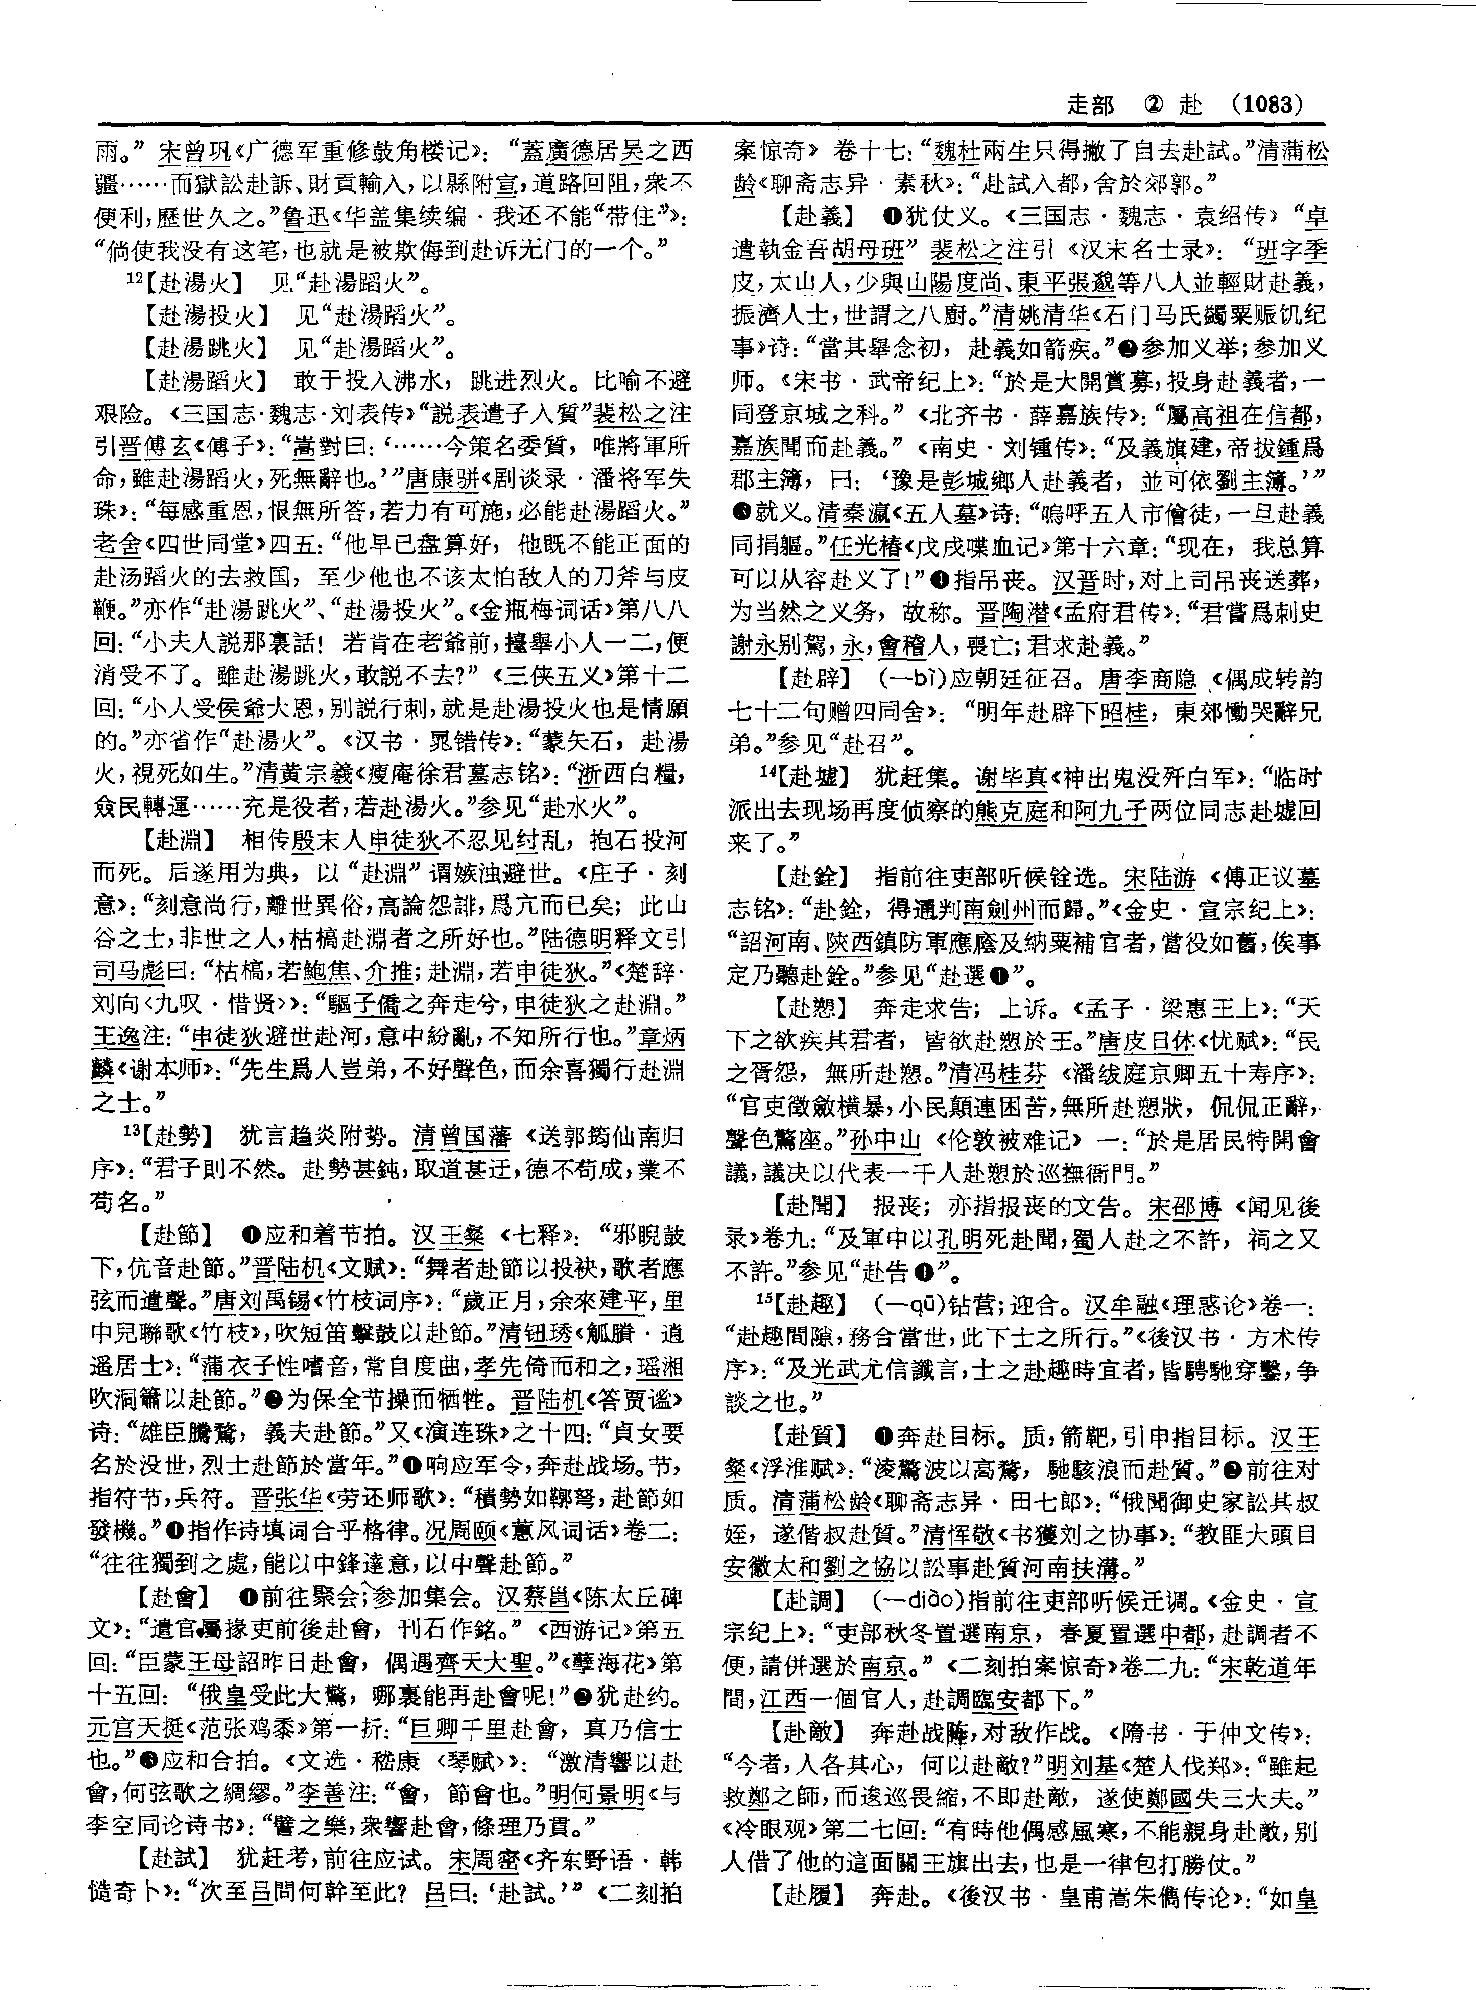 走部　②　赴　(1083)
雨。”宋曾巩《广德军重修鼓角楼记》：“蓋廣德居吴之西
疆……而獄訟赴訴、財貢輸入，以縣附宣，道路回阻，衆不
便利，歷世久之。”鲁迅《华盖集续编·我还不能“带住”》：
“倘使我没有这笔，也就是被欺侮到赴诉无门的一个。”
12【赴湯火】　见“赴湯蹈火”。
【赴湯投火】　见“赴湯蹈火”。
【赴湯跳火】　见“赴湯蹈火”。
【赴湯蹈火】　敢于投入沸水，跳进烈火。比喻不避
艰险。《三国志·魏志·刘表传》“説表遣子入質”裴松之注
引晋傅玄《傅子》：“嵩對曰：‘……今策名委質，唯將軍所
命，雖赴湯蹈火，死無辭也。’”唐康骈《剧谈录·潘将军失
珠》：“每感重恩，恨無所答，若力有可施，必能赴湯蹈火。”
老舍《四世同堂》四五：“他早已盘算好，他既不能正面的
赴汤蹈火的去救国，至少他也不该太怕敌人的刀斧与皮
鞭。”亦作“赴湯跳火”、“赴湯投火”。《金瓶梅词话》第八八
回：“小夫人説那裏話！若肯在老爺前，擡舉小人一二，便
消受不了。雖赴湯跳火，敢説不去?”《三侠五义》第十二
回：“小人受侯爺大恩，别説行刺，就是赴湯投火也是情願
的。”亦省作“赴湯火”。《汉书·晁错传》：“蒙矢石，赴湯
火，視死如生。”清黄宗羲《瘦庵徐君墓志铭》：“浙西白糧，
僉民轉運……充是役者，若赴湯火。”参见“赴水火”。
【赴淵】　相传殷末人申徒狄不忍见纣乱，抱石投河
而死。后遂用为典，以“赴淵”谓嫉浊避世。《庄子·刻
意》：“刻意尚行，離世異俗，高論怨誹，爲亢而已矣；此山
谷之士，非世之人，枯槁赴淵者之所好也。”陆德明释文引
司马彪曰：“枯槁，若鲍焦、介推；赴淵，若申徒狄。”《楚辞·
刘向〈九叹·惜贤〉》：“驅子僑之奔走兮，申徒狄之赴淵。”
王逸注：“申徒狄避世赴河，意中紛亂，不知所行也。”章炳
麟《谢本师》：“先生爲人豈弟，不好聲色，而余喜獨行赴淵
之士。”
13【赴勢】　犹言趋炎附势。清曾国藩《送郭筠仙南归
序》：“君子則不然。赴勢甚鈍，取道甚迂，德不苟成，業不
苟名。”
【赴節】　❶应和着节拍。汉王粲《七释》：“邪睨鼓
下，伉音赴節。”晋陆机《文赋》：“舞者赴節以投袂，歌者應
弦而遣聲。”唐刘禹锡《竹枝词序》：“歲正月，余來建平，里
中兒聯歌《竹枝》，吹短笛擊鼓以赴節。”清钮琇《觚賸·逍
遥居士》：“蒲衣子性嗜音，常自度曲，孝先倚而和之，瑶湘
吹洞簫以赴節。”❷为保全节操而牺牲。晋陆机《答贾谧》
诗：“雄臣騰騖，義夫赴節。”又《演连珠》之十四：“貞女要
名於没世，烈士赴節於當年。”❸响应军令，奔赴战场。节，
指符节，兵符。晋张华《劳还师歌》：“積勢如鞹弩，赴節如
發機。”❹指作诗填词合乎格律。况周颐《蕙风词话》卷二：
“往往獨到之處，能以中鋒達意，以中聲赴節。”
【赴會】　❶前往聚会；参加集会。汉蔡邕《陈太丘碑
文》：“遣官屬掾吏前後赴會，刊石作銘。”《西游记》第五
回：“臣蒙王母詔昨日赴會，偶遇齊天大聖。”《孽海花》第
十五回：“俄皇受此大驚，哪裏能再赴會呢！”❷犹赴约。
元宫天挺《范张鸡黍》第一折：“巨卿千里赴會，真乃信士
也。”❸应和合拍。《文选·嵇康〈琴赋〉》：“激清響以赴
會，何弦歌之綢繆。”李善注：“會，節會也。”明何景明《与
李空同论诗书》：“譬之樂，衆響赴會，條理乃貫。”
【赴試】　犹赶考，前往应试。宋周密《齐东野语·韩
慥奇卜》：“次至吕問何幹至此？吕曰：‘赴試。’”《二刻拍
案惊奇》卷十七：“魏杜兩生只得撇了自去赴試。”清蒲松
龄《聊斋志异·素秋》：“赴試入都，舍於郊郭。”
【赴義】　❶犹仗义。《三国志·魏志·袁绍传》“卓
遣執金吾胡母班”裴松之注引《汉末名士录》：“班字季
皮，太山人，少與山陽度尚、東平張邈等八人並輕財赴義，
振濟人士，世謂之八廚。”清姚清华《石门马氏蠲粟赈饥纪
事》诗：“當其舉念初，赴義如箭疾。”❷参加义举；参加义
师。《宋书·武帝纪上》：“於是大開賞募，投身赴義者，一
同登京城之科。”《北齐书·薛嘉族传》：“屬高祖在信都，
嘉族聞而赴義。”《南史·刘锺传》：“及義旗建，帝拔鍾爲
郡主簿，曰：‘豫是彭城鄉人赴義者，並可依劉主簿。’”
❸就义。清秦瀛《五人墓》诗：“嗚呼五人市儈徒，一旦赴義
同捐軀。”任光椿《戊戌喋血记》第十六章：“现在，我总算
可以从容赴义了！”❹指吊丧。汉晋时，对上司吊丧送葬，
为当然之义务，故称。晋陶潜《孟府君传》：“君嘗爲刺史
謝永别駕，永，會稽人，喪亡；君求赴義。”
【赴辟】　(—bì)应朝廷征召。唐李商隐《偶成转韵
七十二句赠四同舍》：“明年赴辟下昭桂，東郊慟哭辭兄
弟。”参见“赴召”。
14【赴墟】　犹赶集。谢毕真《神出鬼没歼白军》：“临时
派出去现场再度侦察的熊克庭和阿九子两位同志赴墟回
来了。”
【赴銓】　指前往吏部听候铨选。宋陆游《傅正议墓
志铭》：“赴銓，得通判南劍州而歸。”《金史·宣宗纪上》：
“詔河南、陝西鎮防軍應廕及納粟補官者，當役如舊，俟事
定乃聽赴銓。”参见“赴選❶”。
【赴愬】　奔走求告；上诉。《孟子·梁惠王上》：“天
下之欲疾其君者，皆欲赴愬於王。”唐皮日休《忧赋》：“民
之胥怨，無所赴愬。”清冯桂芬《潘绂庭京卿五十寿序》：
“官吏徵斂横暴，小民顛連困苦，無所赴愬狀，侃侃正辭，
聲色驚座。”孙中山《伦敦被难记》一：“於是居民特開會
議，議决以代表一千人赴愬於巡撫衙門。”
【赴聞】　报丧；亦指报丧的文告。宋邵博《闻见後
录》卷九：“及軍中以孔明死赴聞，蜀人赴之不許，祠之又
不許。”参见“赴告❶”。
15【赴趨】　(—qū)钻营；迎合。汉牟融《理惑论》卷一：
“赴趨間隙，務合當世，此下士之所行。”《後汉书·方术传
序》：“及光武尤信讖言，士之赴趨時宜者，皆騁馳穿鑿，争
談之也。”
【赴質】　❶奔赴目标。质，箭靶，引申指目标。汉王
粲《浮淮赋》：“凌驚波以高騖，馳駭浪而赴質。”❷前往对
质。清蒲松龄《聊斋志异·田七郎》：“俄聞御史家訟其叔
姪，遂偕叔赴質。”清恽敬《书獲刘之协事》：“教匪大頭目
安徽太和劉之協以訟事赴質河南扶溝。”
【赴調】　(—diào)指前往吏部听候迁调。《金史·宣
宗纪上》：“吏部秋冬置選南京，春夏置選中都，赴調者不
便，請併選於南京。”《二刻拍案惊奇》卷二九：“宋乾道年
間，江西一個官人，赴調臨安都下。”
【赴敵】　奔赴战陣，对敌作战。《隋书·于仲文传》：
“今者，人各其心，何以赴敵？”明刘基《楚人伐郑》：“雖起
救鄭之師，而逡巡畏縮，不即赴敵，遂使鄭國失三大夫。”
《冷眼观》第二七回：“有時他偶感風寒，不能親身赴敵，别
人借了他的這面關王旗出去，也是一律包打勝仗。”
【赴履】　奔赴。《後汉书·皇甫嵩朱儁传论》：“如皇